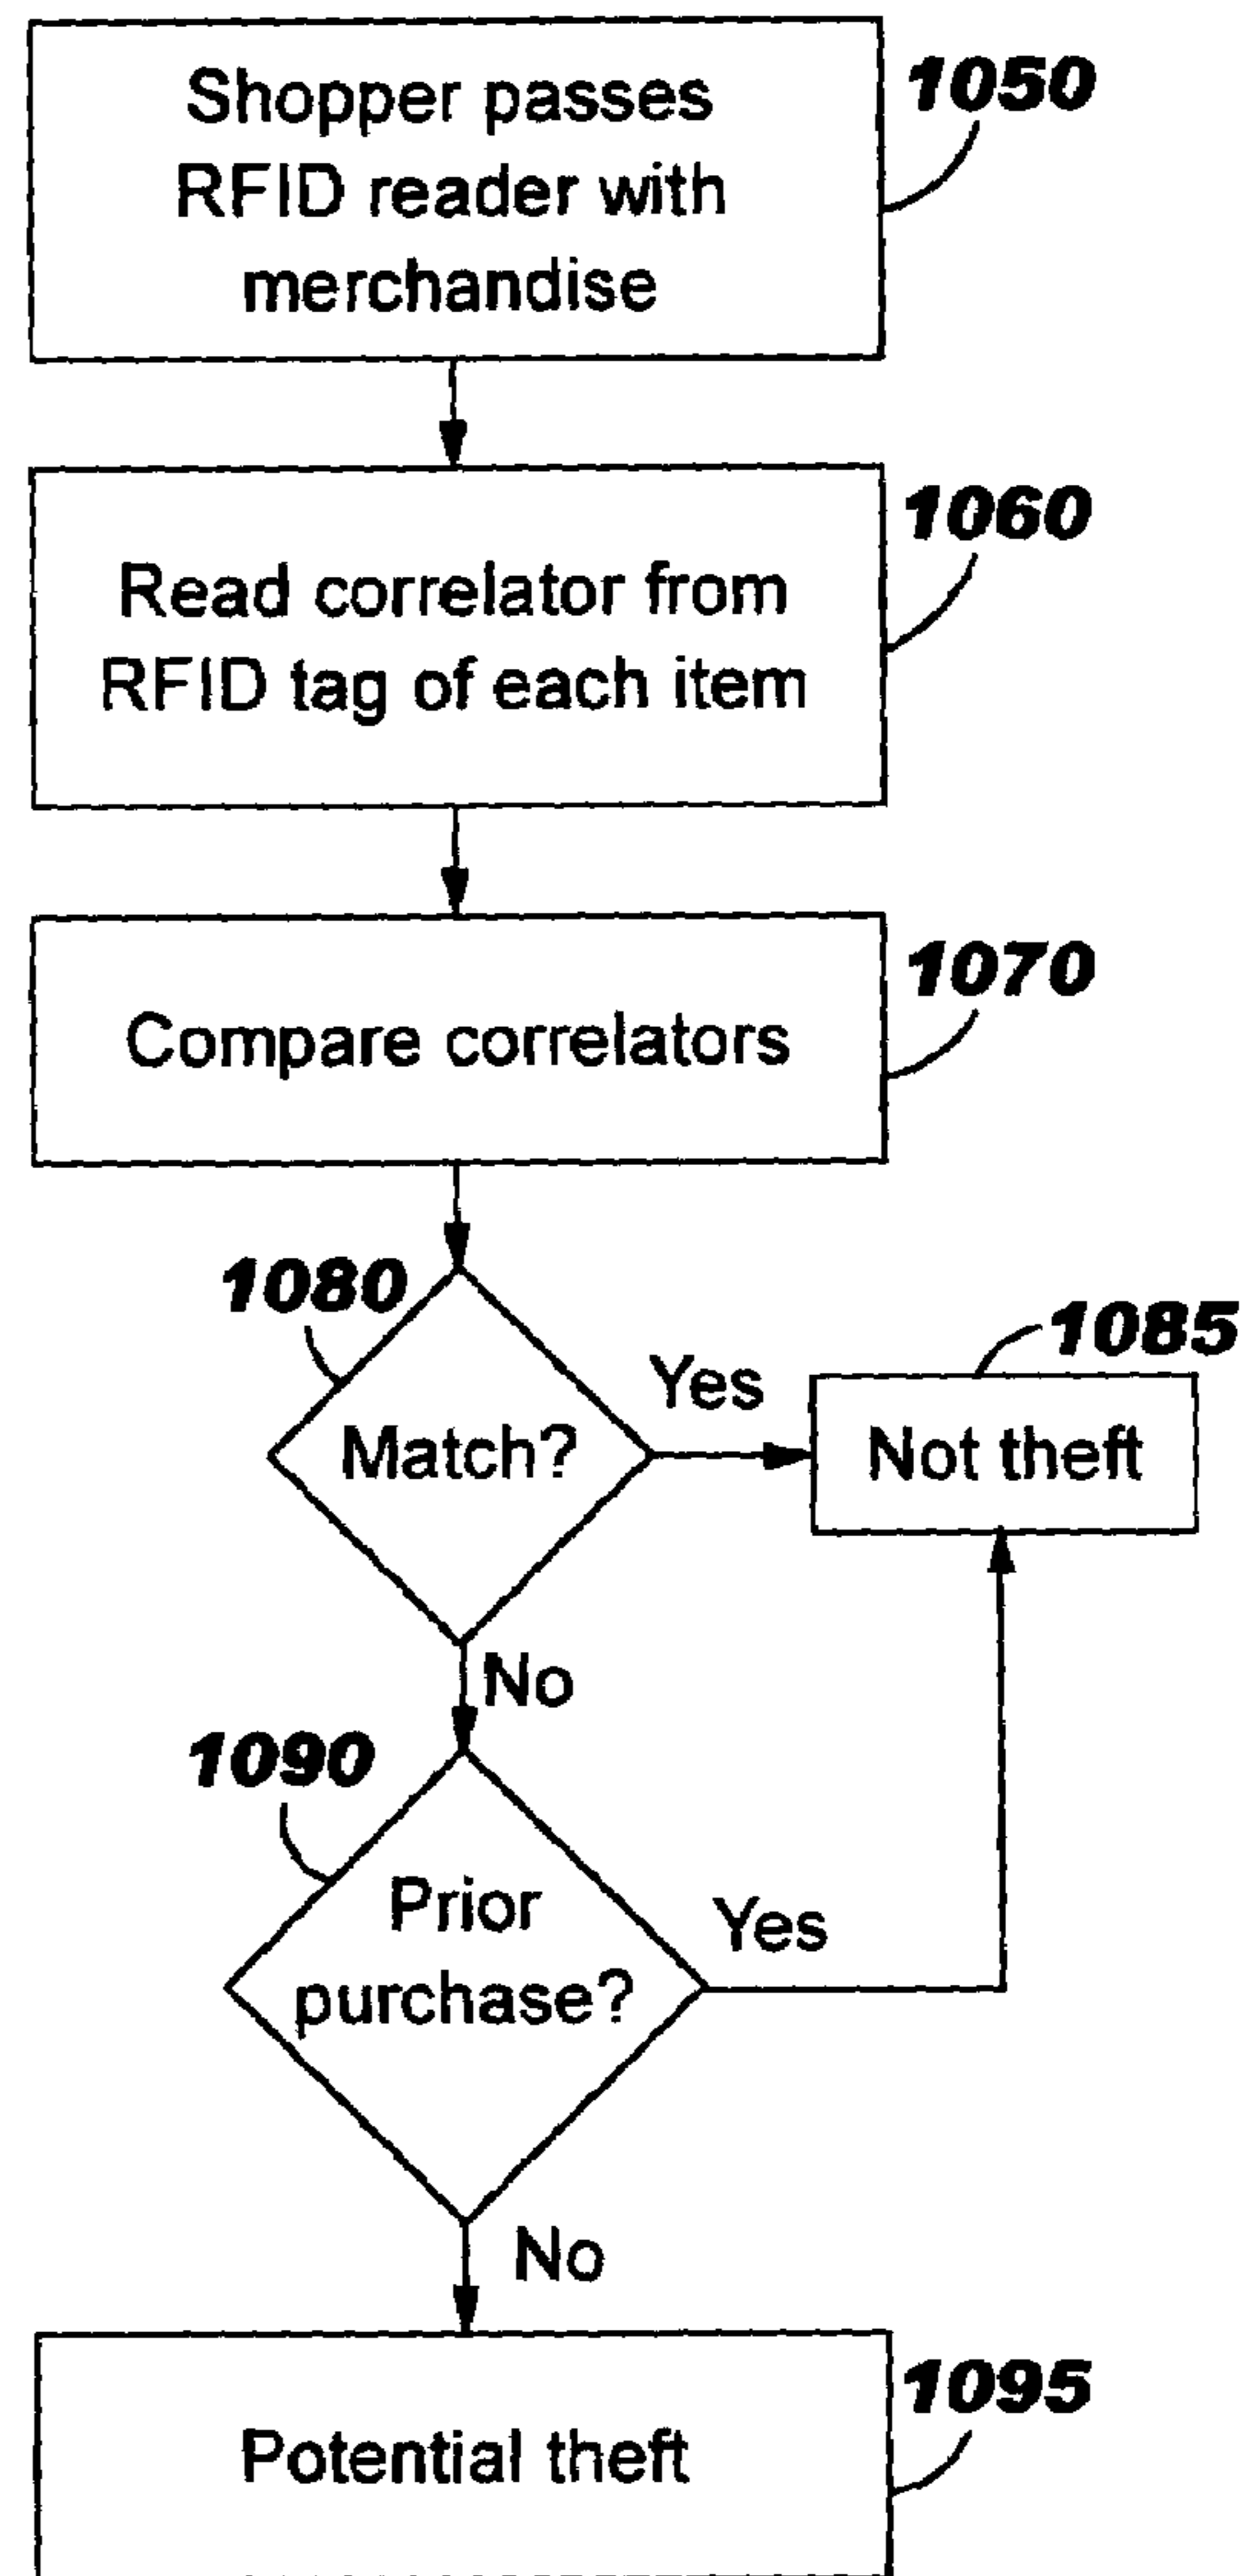 Shopper passes
RFID reader with
merchandise
1050
Read correlator from
RFID tag of each item
1060
Compare correlators
1070
1080
Match?
Yes
1085
Not theft
No
1090
Prior
purchase?
Yes
No
Potential theft
1095